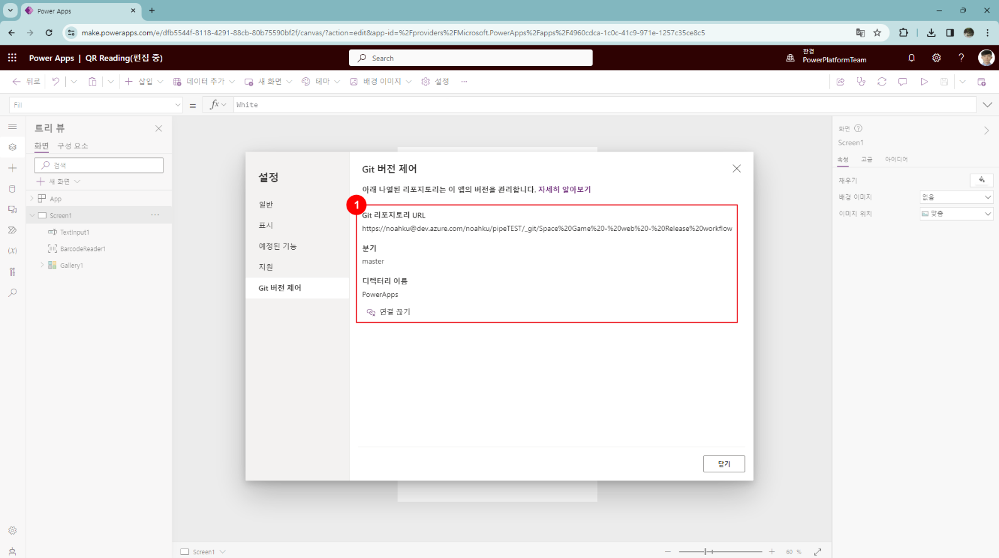 Power Apps
make.powerapps.com/e/dfb5544f-8118-4291-88cb-80b75590bf2f/canvas/?action=edit&app-id=%2Fproviders%2FMicrosoft.PowerApps%2Fapps%2F4960cdca-1c0c-41c9-971e-1257c35ce8c5
Power Apps | QR Reading(편집 중)
Search
환경
PowerPlatformTeam
뒤로
삽입
데이터 추가
새 화면
테마
배경 이미지
설정
Fill
=
fx
White
트리 뷰
화면 구성 요소
검색
새 화면
App
Screen1
TextInput1
BarcodeReader1
Gallery1
설정
일반
표시
예정된 기능
지원
Git 버전 제어
Git 버전 제어
아래 나열된 리포지토리는 이 앱의 버전을 관리합니다. 자세히 알아보기
1
Git 리포지토리 URL
https://noahku@dev.azure.com/noahku/pipeTEST/_git/Space%20Game%20-%20web%20-%20Release%20workflow
분기
master
디렉터리 이름
PowerApps
연결 끊기
닫기
화면
Screen1
속성 고급 아이디어
채우기
배경 이미지 없음
이미지 위치 맞춤
Screen1
60 %